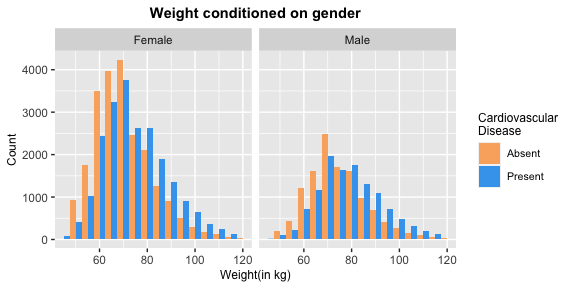 Weight conditioned on gender
Female
Male
4000
3000
2000
1000
0
Count
60
80
100
120
60
80
100
120
Weight(in kg)
Cardiovascular
Disease
Absent
Present